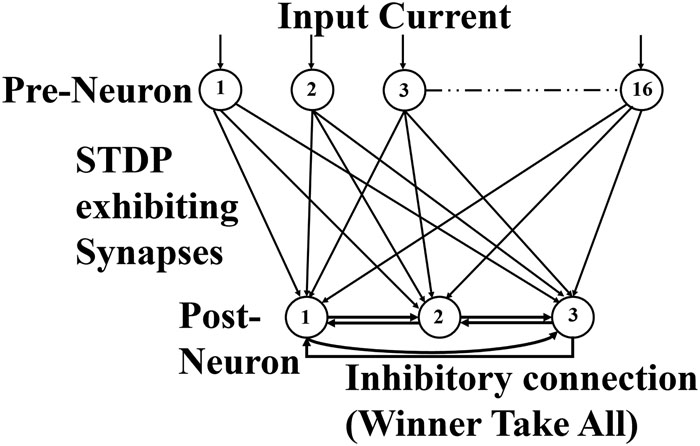 Input Current
Pre-Neuron 1 2 3 16
STDP
exhibiting
Synapses
Post-
Neuron
1 2 3
Inhibitory connection
(Winner Take All)